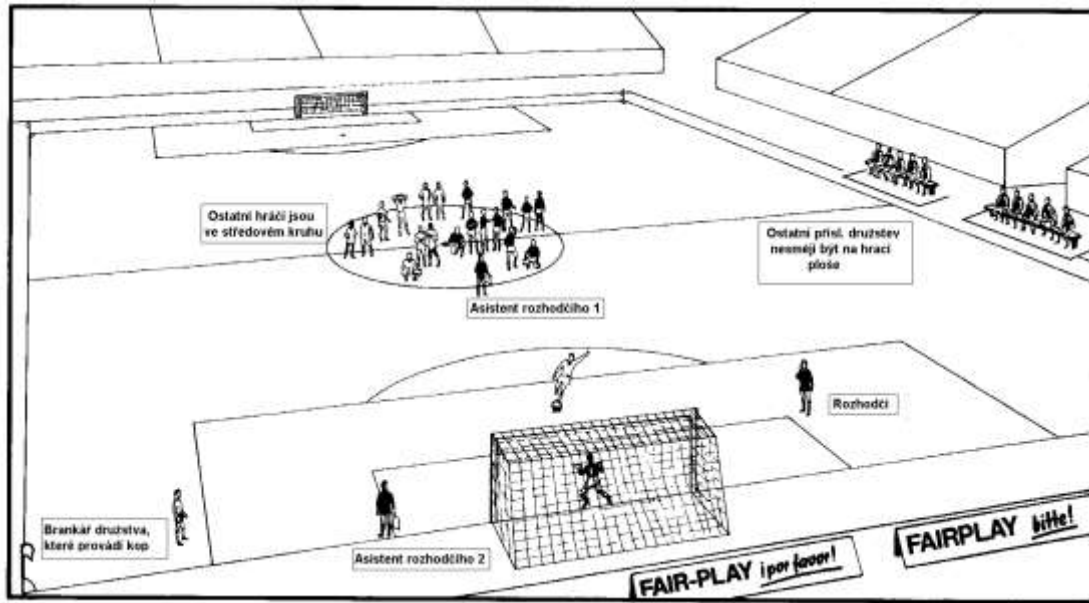 Ostatní hráči jsou
ve středovém kruhu
Ostatní přísl. družstev
nesmějí být na hrací
ploše
Asistent rozhodčího 1
Rozhodčí
Brankář družstva,
které provádí kop
Asistent rozhodčího 2
FAIR-PLAY ¡por favor!
FAIRPLAY bitte!